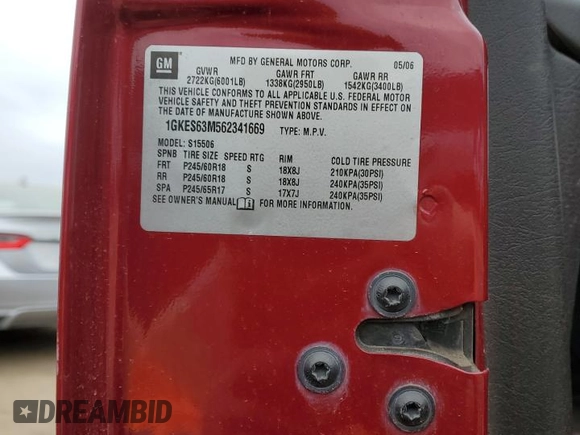 GM
MFD BY GENERAL MOTORS CORP. 05/06
GVWR GAWR FRT GAWR RR
2722KG(6001LB) 1338KG(2950LB) 1542KG(3400LB)
THIS VEHICLE CONFORMS TO ALL APPLICABLE U.S. FEDERAL MOTOR
VEHICLE SAFETY AND THEFT PREVENTION STANDARDS IN EFFECT ON
THE DATE OF MANUFACTURE SHOWN ABOVE.
1GKES63M562341669 TYPE: M.P.V.
MODEL: S15506
SPNB TIRE SIZE SPEED RTG RIM COLD TIRE PRESSURE
FRT P245/60R18 S 18X8J 210KPA(30PSI)
RR P245/60R18 S 18X8J 240KPA(35PSI)
SPA P245/65R17 S 17X7J 240KPA(35PSI)
SEE OWNER'S MANUAL FOR MORE INFORMATION.
DREAMBID